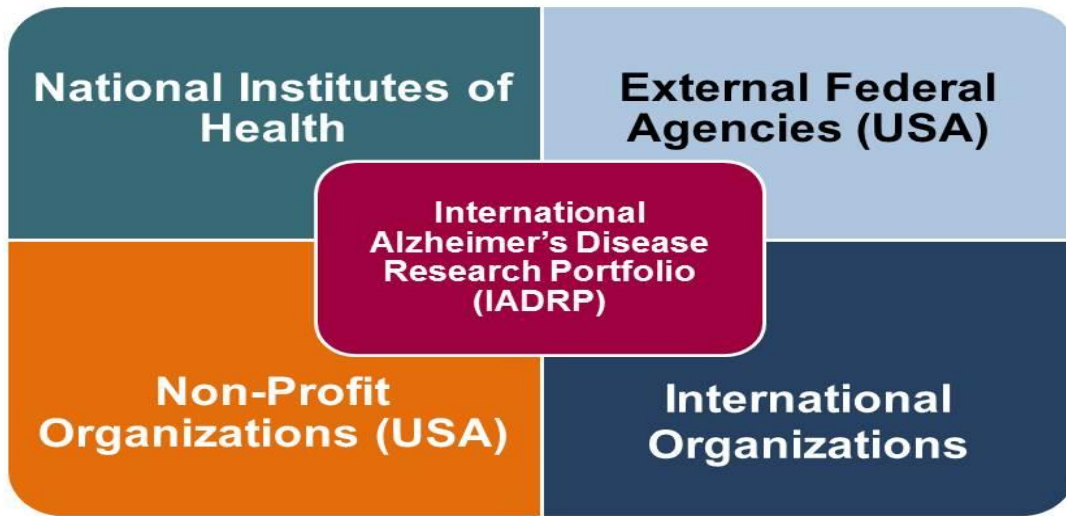 National Institutes of
Health
External Federal
Agencies (USA)
International
Alzheimer’s Disease
Research Portfolio
(IADRP)
Non-Profit
Organizations (USA)
International
Organizations